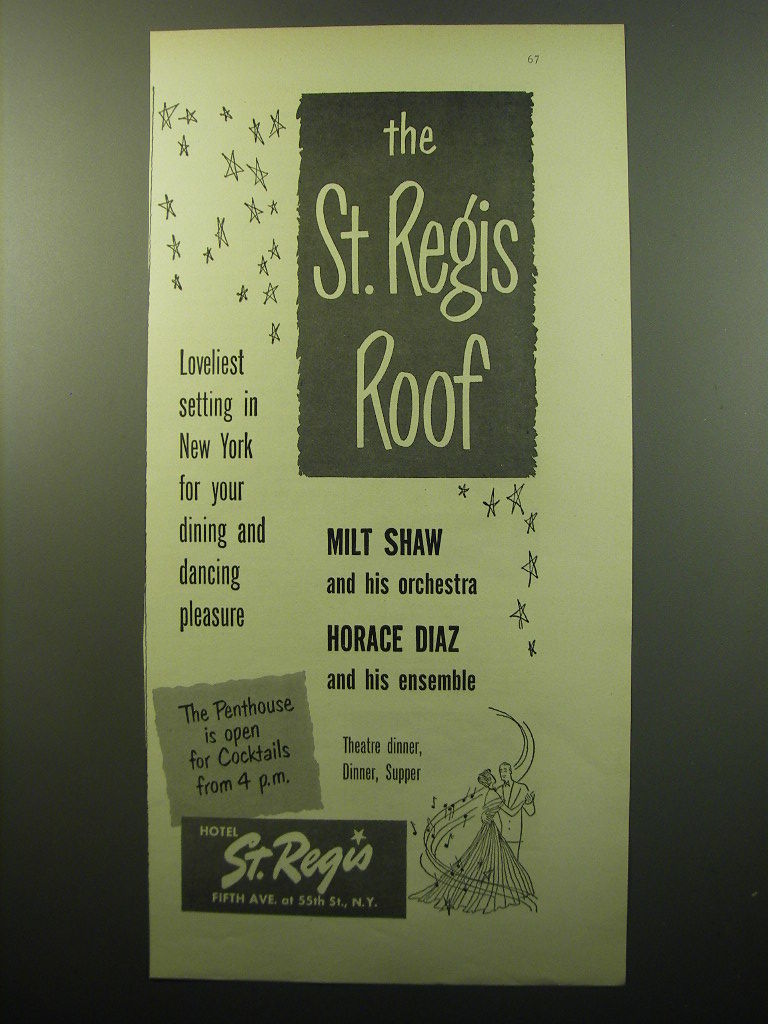 67
the
St. Regis
Roof
Loveliest
setting in
New York
for your
dining and
dancing
pleasure
MILT SHAW
and his orchestra
HORACE DIAZ
and his ensemble
The Penthouse
is open
for Cocktails
from 4 p.m.
Theatre dinner,
Dinner, Supper
HOTEL
St. Regis
FIFTH AVE. at 55th St., N.Y.